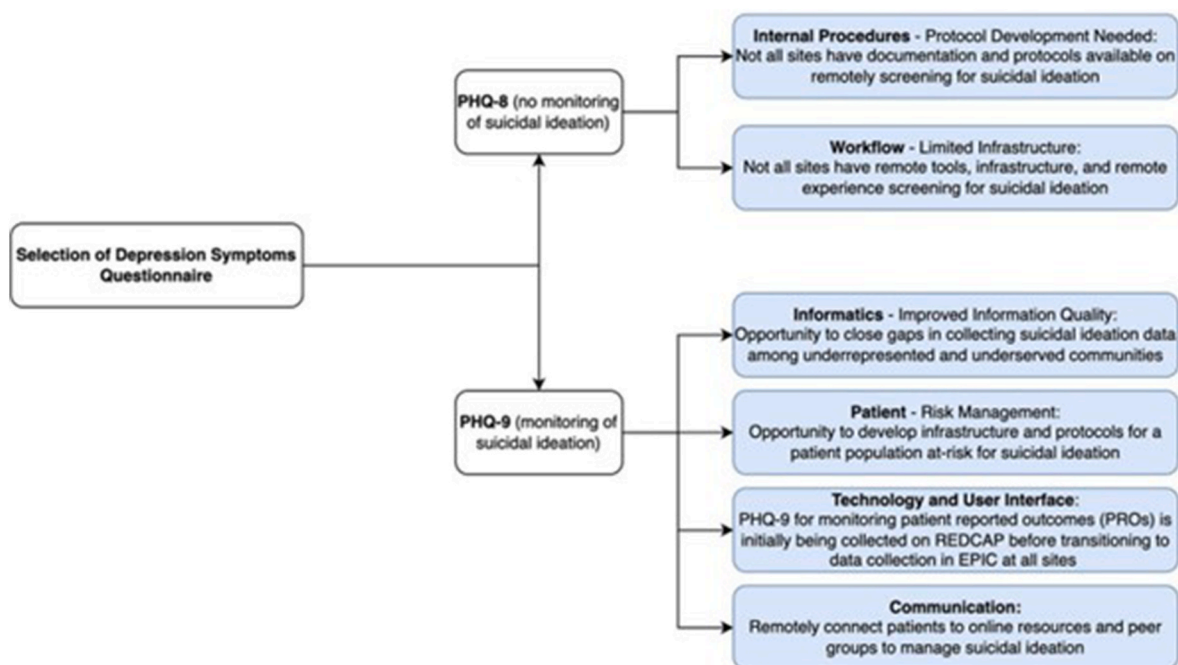 Internal Procedures - Protocol Development Needed:
Not all sites have documentation and protocols available on
remotely screening for suicidal ideation
PHQ-8 (no monitoring
of suicidal ideation)
Workflow - Limited Infrastructure:
Not all sites have remote tools, infrastructure, and remote
experience screening for suicidal ideation
Selection of Depression Symptoms
Questionnaire
Informatics - Improved Information Quality:
Opportunity to close gaps in collecting suicidal ideation data
among underrepresented and underserved communities
PHQ-9 (monitoring of
suicidal ideation)
Patient - Risk Management:
Opportunity to develop infrastructure and protocols for a
patient population at-risk for suicidal ideation
Technology and User Interface:
PHQ-9 for monitoring patient reported outcomes (PROs) is
initially being collected on REDCAP before transitioning to
data collection in EPIC at all sites
Communication:
Remotely connect patients to online resources and peer
groups to manage suicidal ideation